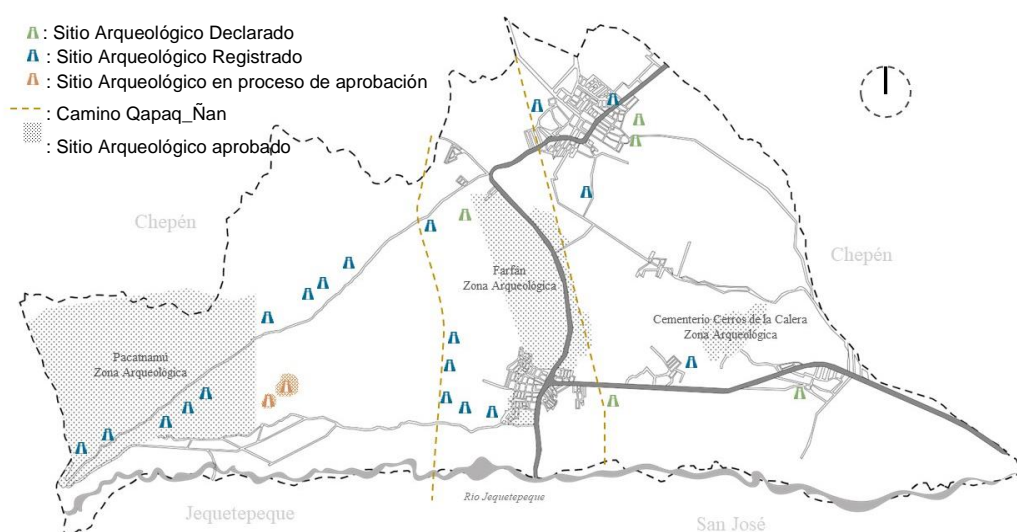 : Sitio Arqueológico Declarado
: Sitio Arqueológico Registrado
: Sitio Arqueológico en proceso de aprobación
: Camino Qapaq_Ñan
: Sitio Arqueológico aprobado
Chepén
Chepén
Farfán
Zona Arqueológica
Cementerio Cerros de la Calera
Zona Arqueológica
Pacatnamú
Zona Arqueológica
Río Jequetepeque
Jequetepeque
San José